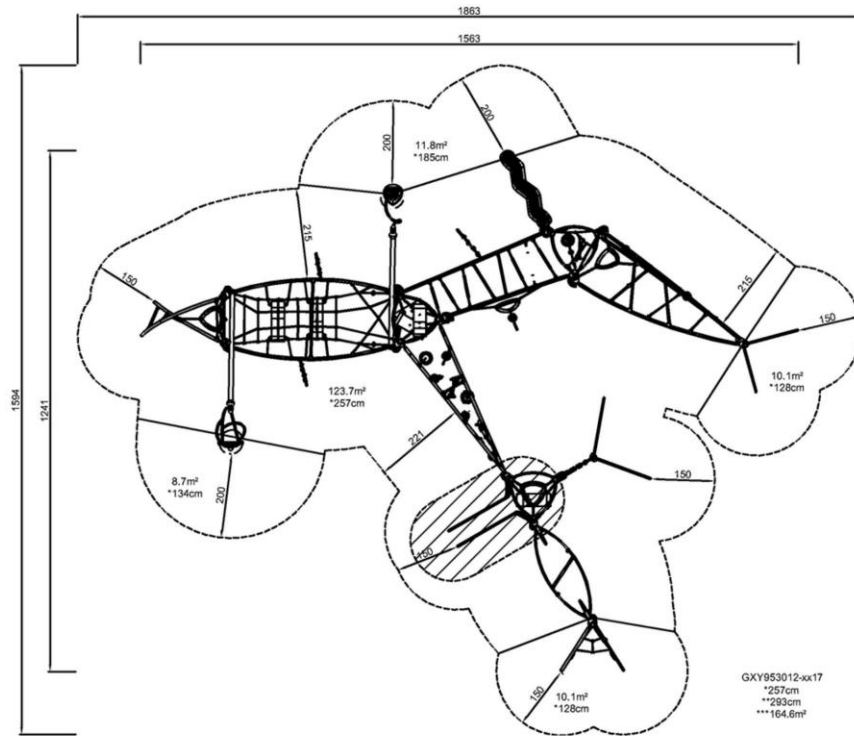 1863
1563
200
200
11.8m²
*185cm
215
150
215
150
1594
1241
123.7m²
*257cm
10.1m²
*128cm
221
8.7m²
*134cm
200
150
150
150
10.1m²
*128cm
GXY953012-xx17
*257cm
**293cm
***164.6m²